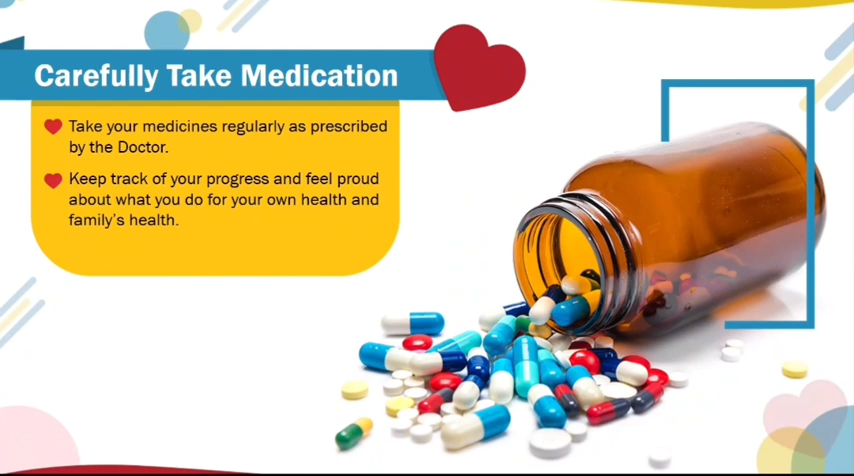 Carefully Take Medication
Take your medicines regularly as prescribed
by the Doctor.
Keep track of your progress and feel proud
about what you do for your own health and
family's health.